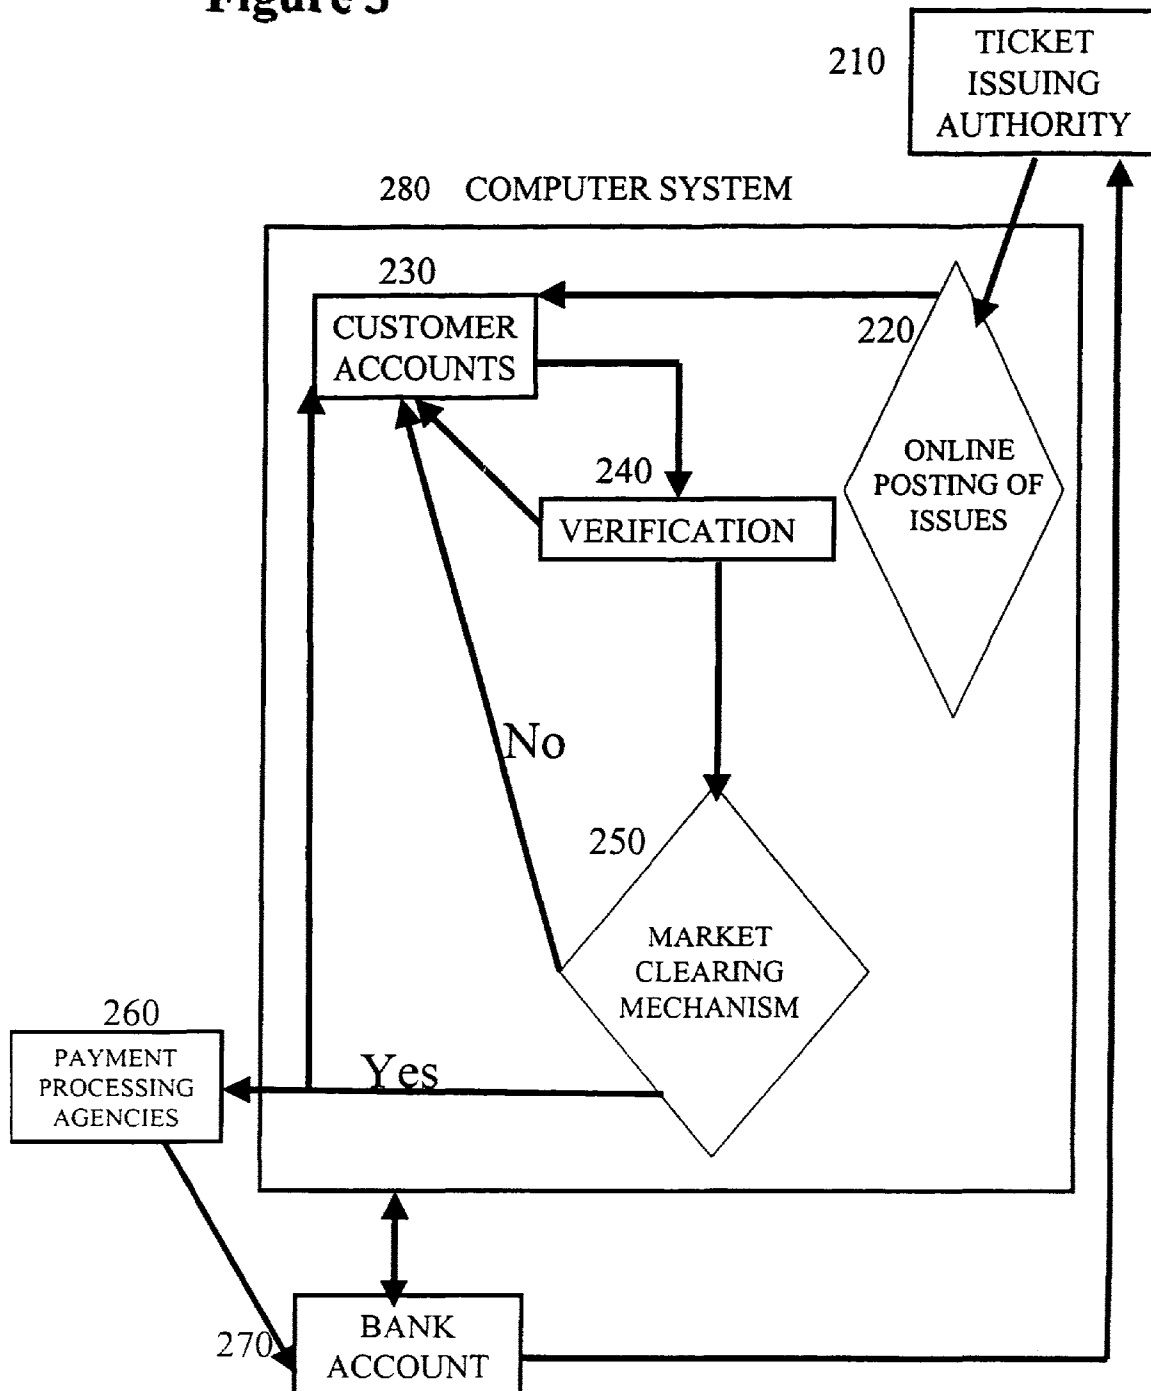 Figure 3
210
TICKET
ISSUING
AUTHORITY
280 COMPUTER SYSTEM
230
CUSTOMER
ACCOUNTS
220
ONLINE
POSTING OF
ISSUES
240
VERIFICATION
No
250
MARKET
CLEARING
MECHANISM
260
PAYMENT
PROCESSING
AGENCIES
Yes
270
BANK
ACCOUNT